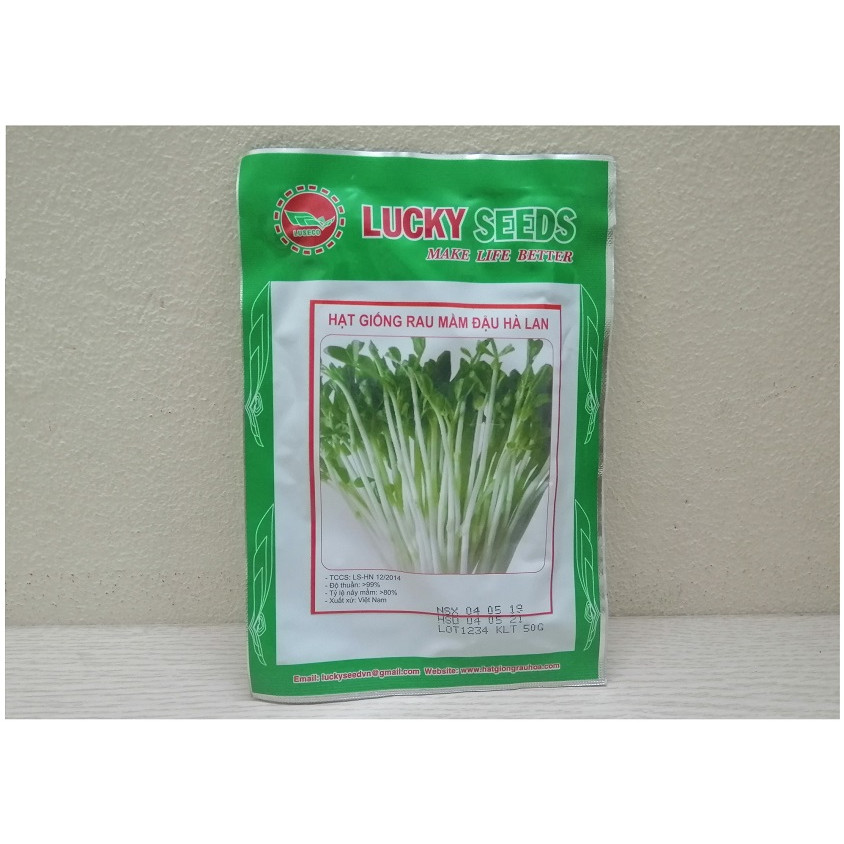 LUSECO
LUCKY SEEDS
MAKE LIFE BETTER
HẠT GIỐNG RAU MẦM ĐẬU HÀ LAN
- TCCS: LS-HN 12/2014
- Độ thuần: >99%
- Tỷ lệ nảy mầm: >80%
- Xuất xứ: Việt Nam
NSX 04 05 19
HSD 04 05 21
LOT1234 KLT 50G
Email: luckyseedvn@gmail.com Website: www.hatgiongrauhoa.com